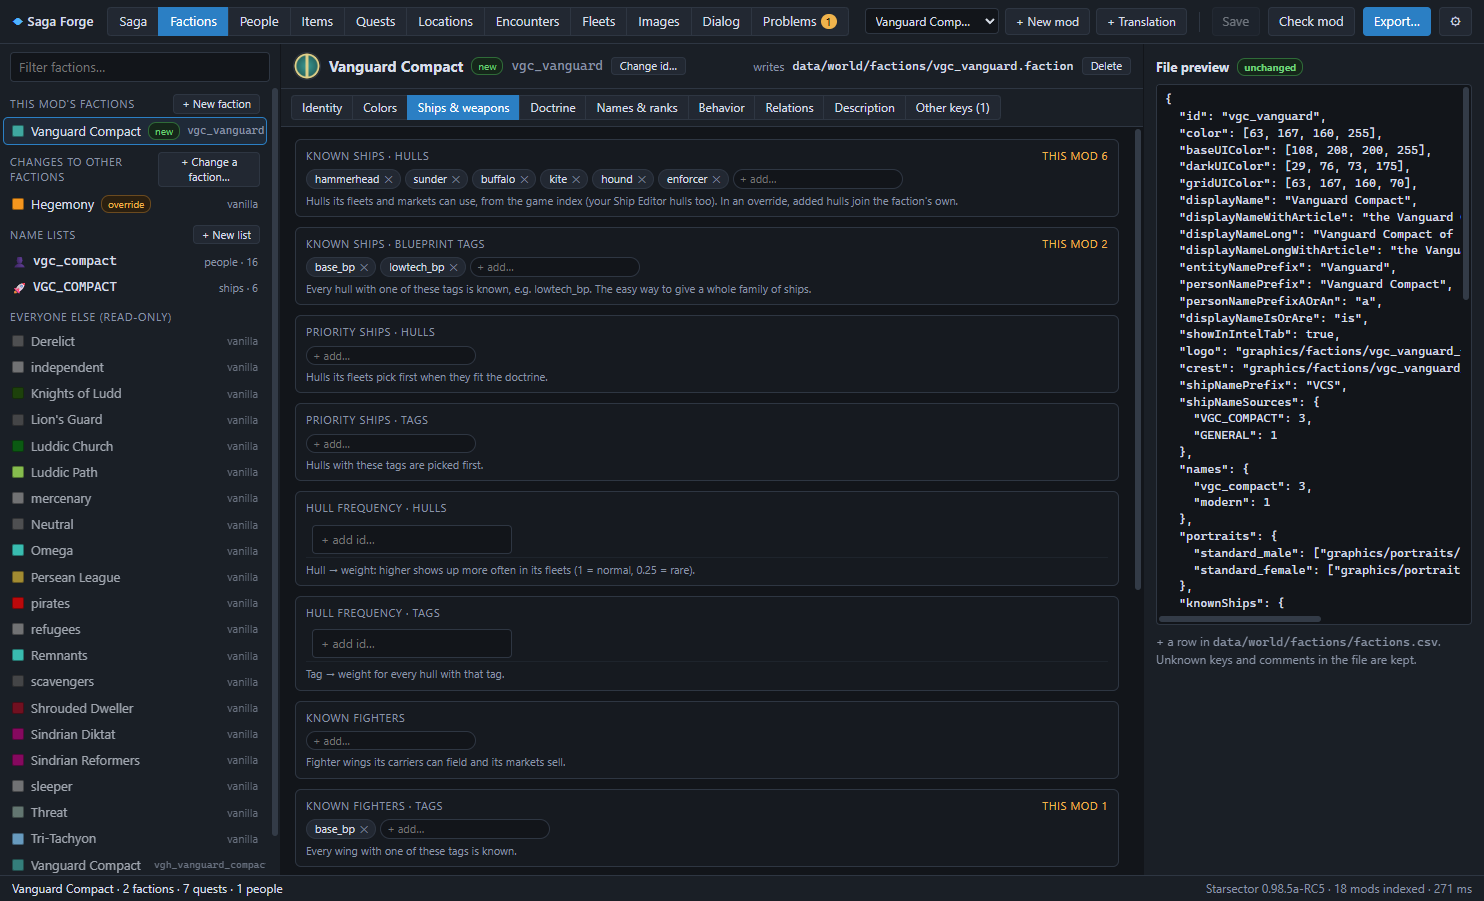 Saga Forge
Saga
Factions
People
Items
Quests
Locations
Encounters
Fleets
Images
Dialog
Problems 1
Vanguard Comp...
+ New mod
+ Translation
Save
Check mod
Export...
Filter factions...
THIS MOD'S FACTIONS
+ New faction
Vanguard Compact new vgc_vanguard
CHANGES TO OTHER FACTIONS
+ Change a faction...
Hegemony override vanilla
NAME LISTS
+ New list
vgc_compact people · 16
VGC_COMPACT ships · 6
EVERYONE ELSE (READ-ONLY)
Derelict vanilla
independent vanilla
Knights of Ludd vanilla
Lion's Guard vanilla
Luddic Church vanilla
Luddic Path vanilla
mercenary vanilla
Neutral vanilla
Omega vanilla
Persean League vanilla
pirates vanilla
refugees vanilla
Remnants vanilla
scavengers vanilla
Shrouded Dweller vanilla
Sindrian Diktat vanilla
Sindrian Reformers vanilla
sleeper vanilla
Threat vanilla
Tri-Tachyon vanilla
Vanguard Compact vgh_vanguard_compac
Vanguard Compact new vgc_vanguard Change id...
writes data/world/factions/vgc_vanguard.faction Delete
Identity
Colors
Ships & weapons
Doctrine
Names & ranks
Behavior
Relations
Description
Other keys (1)
KNOWN SHIPS · HULLS THIS MOD 6
hammerhead × sunder × buffalo × kite × hound × enforcer × + add...
Hulls its fleets and markets can use, from the game index (your Ship Editor hulls too). In an override, added hulls join the faction's own.
KNOWN SHIPS · BLUEPRINT TAGS THIS MOD 2
base_bp × lowtech_bp × + add...
Every hull with one of these tags is known, e.g. lowtech_bp. The easy way to give a whole family of ships.
PRIORITY SHIPS · HULLS
+ add...
Hulls its fleets pick first when they fit the doctrine.
PRIORITY SHIPS · TAGS
+ add...
Hulls with these tags are picked first.
HULL FREQUENCY · HULLS
+ add id...
Hull → weight: higher shows up more often in its fleets (1 = normal, 0.25 = rare).
HULL FREQUENCY · TAGS
+ add id...
Tag → weight for every hull with that tag.
KNOWN FIGHTERS
+ add...
Fighter wings its carriers can field and its markets sell.
KNOWN FIGHTERS · TAGS THIS MOD 1
base_bp × + add...
Every wing with one of these tags is known.
File preview unchanged
{
"id": "vgc_vanguard",
"color": [63, 167, 160, 255],
"baseUIColor": [108, 208, 200, 255],
"darkUIColor": [29, 76, 73, 175],
"gridUIColor": [63, 167, 160, 70],
"displayName": "Vanguard Compact",
"displayNameWithArticle": "the Vanguard
"displayNameLong": "Vanguard Compact of
"displayNameLongWithArticle": "the Vangu
"entityNamePrefix": "Vanguard",
"personNamePrefix": "Vanguard Compact",
"personNamePrefixAOrAn": "a",
"displayNameIsOrAre": "is",
"showInIntelTab": true,
"logo": "graphics/factions/vgc_vanguard_
"crest": "graphics/factions/vgc_vanguard
"shipNamePrefix": "VCS",
"shipNameSources": {
"VGC_COMPACT": 3,
"GENERAL": 1
},
"names": {
"vgc_compact": 3,
"modern": 1
},
"portraits": {
"standard_male": ["graphics/portraits/
"standard_female": ["graphics/portrait
},
"knownShips": {
+ a row in data/world/factions/factions.csv.
Unknown keys and comments in the file are kept.
Vanguard Compact · 2 factions · 7 quests · 1 people
Starsector 0.98.5a-RC5 · 18 mods indexed · 271 ms